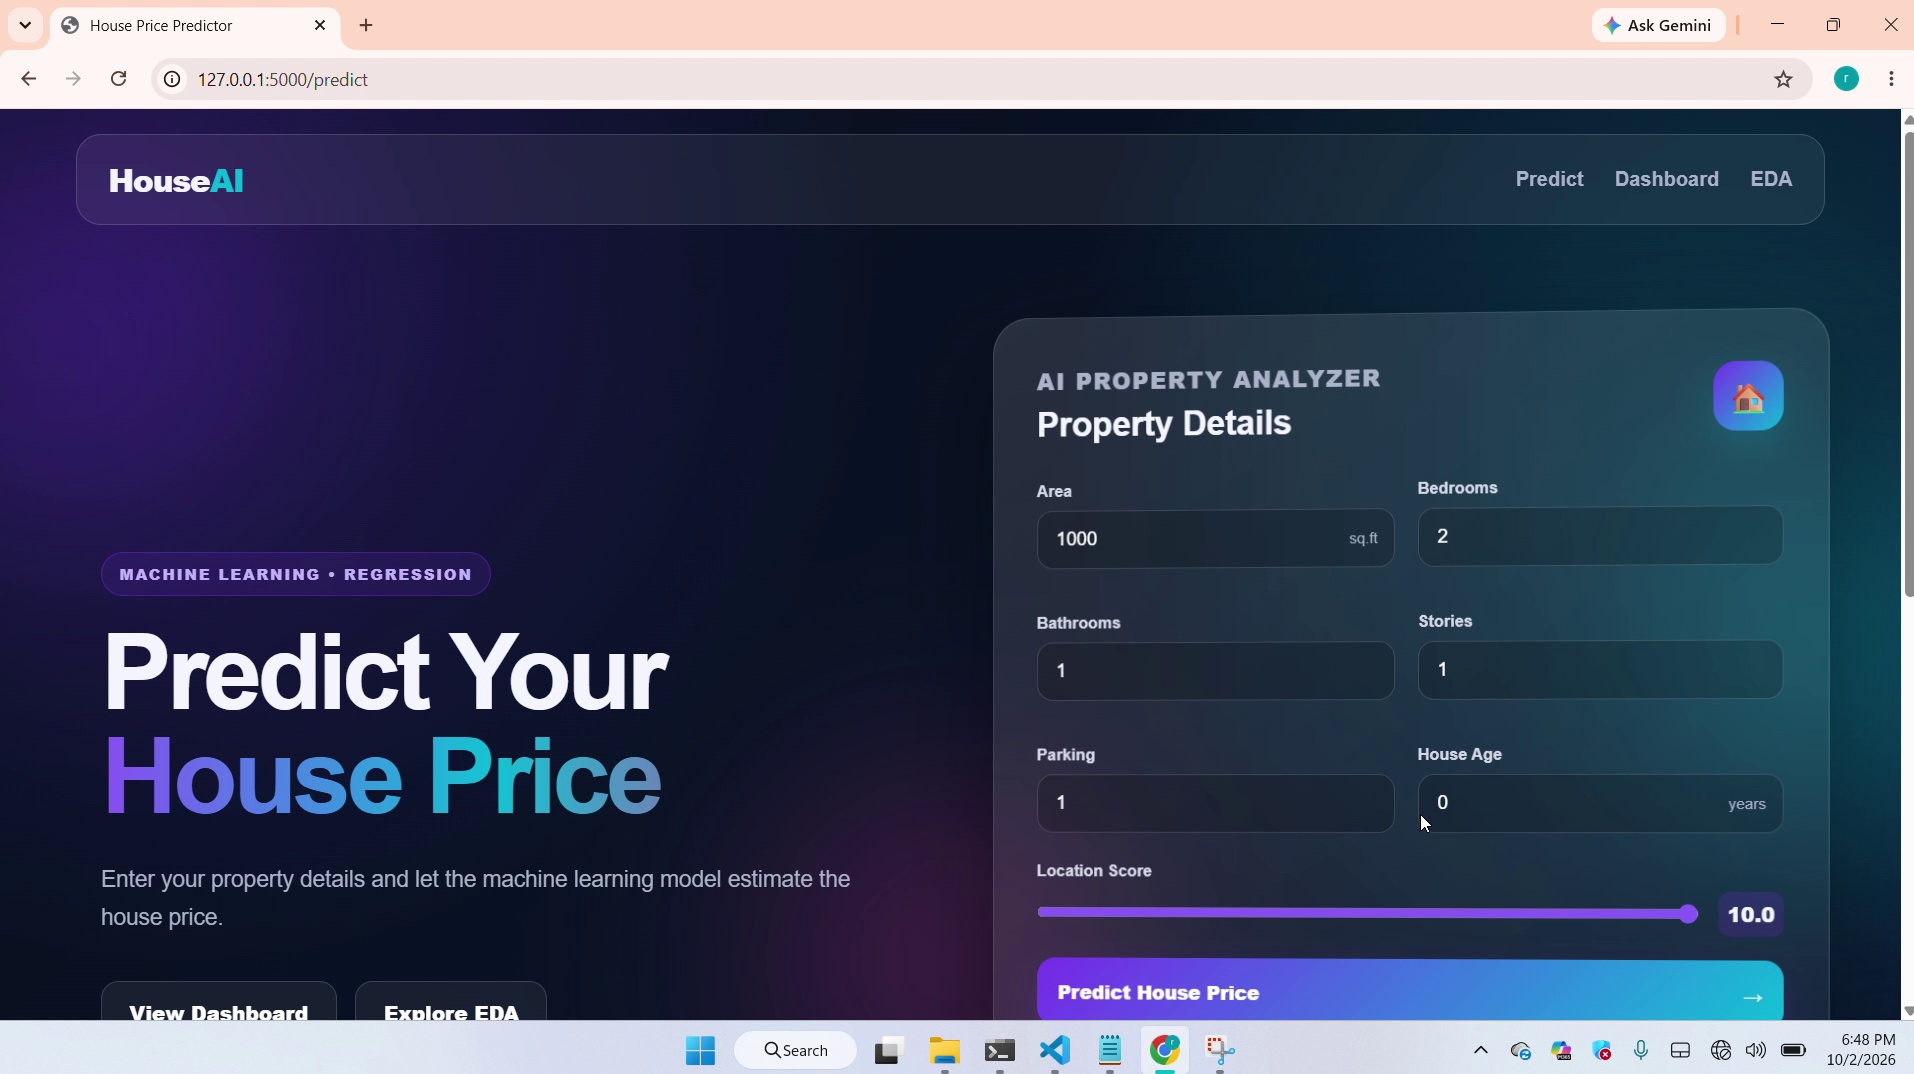 House Price Predictor
Ask Gemini
127.0.0.1:5000/predict
r
HouseAI
Predict
Dashboard
EDA
AI PROPERTY ANALYZER
Property Details
Area
Bedrooms
1000
sq.ft
2
Bathrooms
Stories
1
1
Parking
House Age
1
0
years
Location Score
10.0
Predict House Price
→
MACHINE LEARNING • REGRESSION
Predict Your
House Price
Enter your property details and let the machine learning model estimate the
house price.
View Dashboard
Explore EDA
Search
6:48 PM
10/2/2026